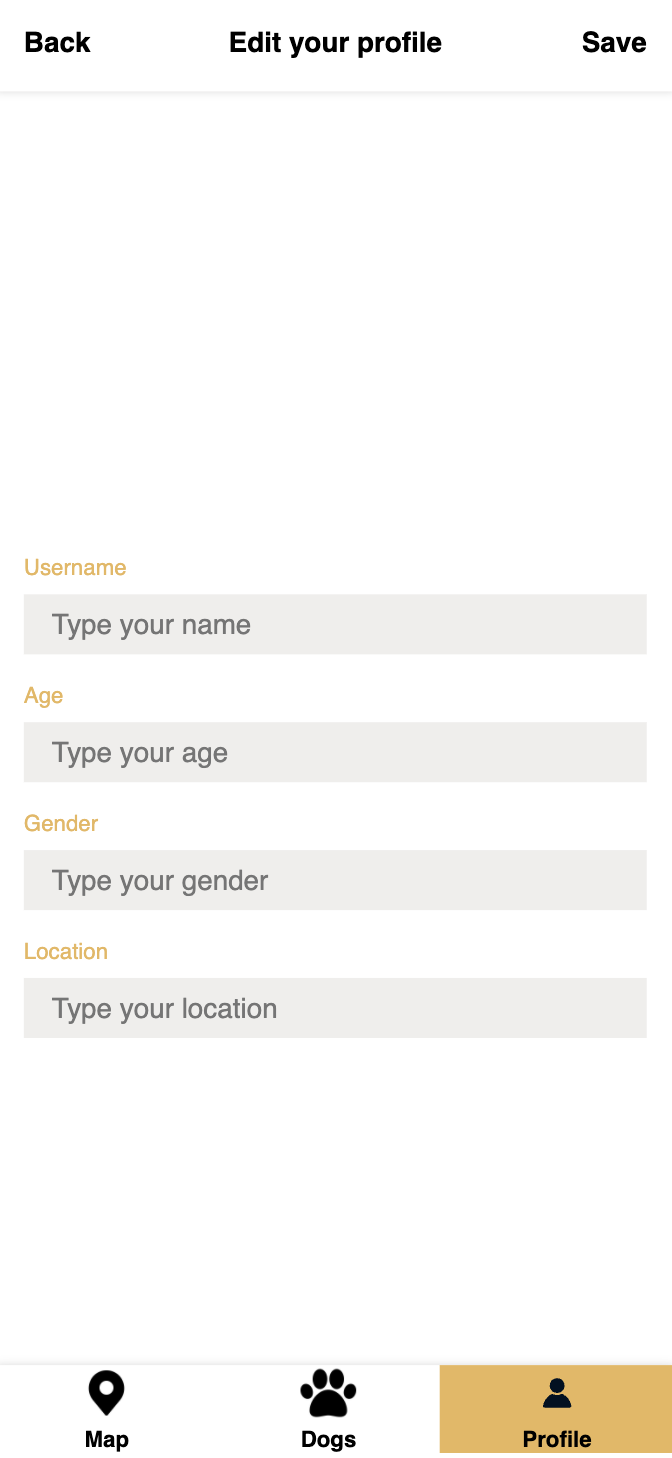 Back Edit your profile Save
Username
Type your name
Age
Type your age
Gender
Type your gender
Location
Type your location
Map Dogs Profile